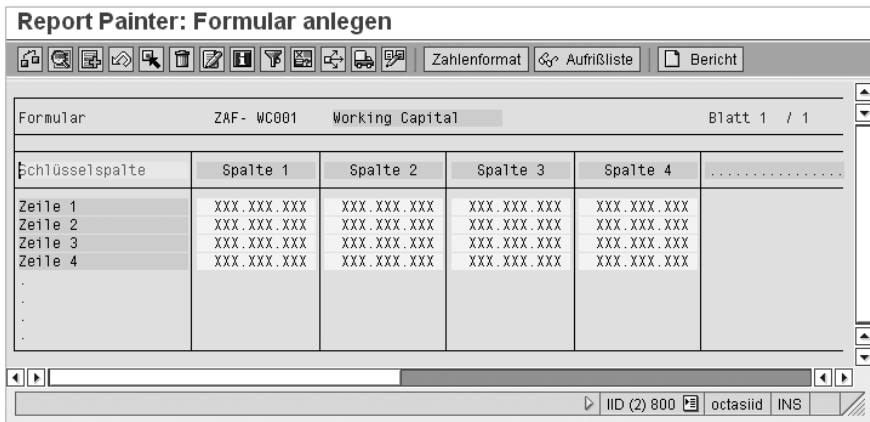 Report Painter: Formular anlegen
Zahlenformat Aufrißliste Bericht
Formular ZAF- WC001 Working Capital Blatt 1 / 1
Schlüsselspalte Spalte 1 Spalte 2 Spalte 3 Spalte 4 ................
Zeile 1 XXX.XXX.XXX XXX.XXX.XXX XXX.XXX.XXX XXX.XXX.XXX
Zeile 2 XXX.XXX.XXX XXX.XXX.XXX XXX.XXX.XXX XXX.XXX.XXX
Zeile 3 XXX.XXX.XXX XXX.XXX.XXX XXX.XXX.XXX XXX.XXX.XXX
Zeile 4 XXX.XXX.XXX XXX.XXX.XXX XXX.XXX.XXX XXX.XXX.XXX
.
.
.
.
IID (2) 800 octasiid INS